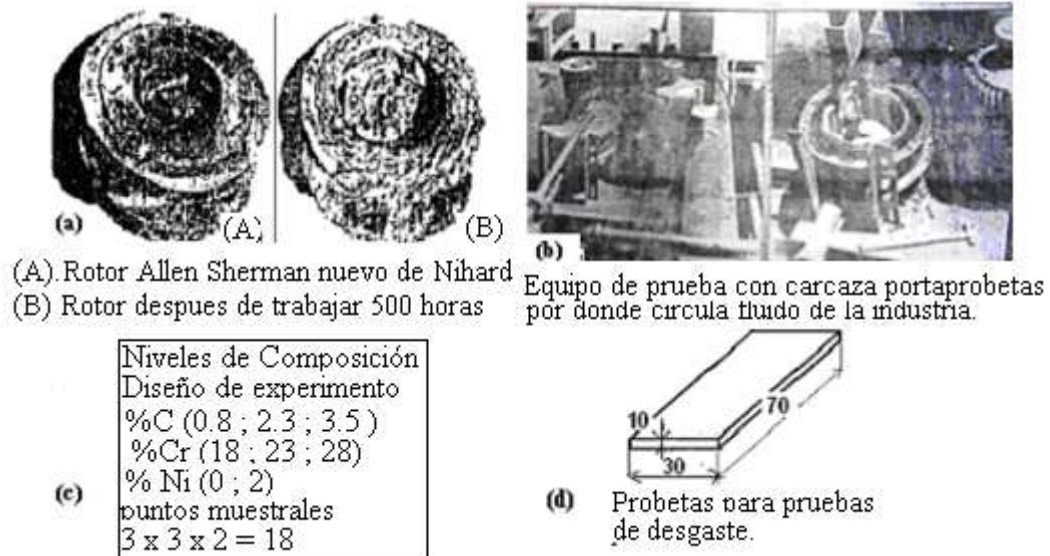 (a)
(A)
(B)
(A). Rotor Allen Sherman nuevo de Nihard
(B) Rotor despues de trabajar 500 horas
(b)
Equipo de prueba con carcaza portaprobetas
por donde circula fluido de la industria.
(c)
Niveles de Composición
Diseño de experimento
%C (0.8 ; 2.3 ; 3.5 )
%Cr (18 ; 23 ; 28)
% Ni (0 ; 2)
puntos muestrales
3 x 3 x 2 = 18
10
70
30
(d)
Probetas para pruebas
de desgaste.